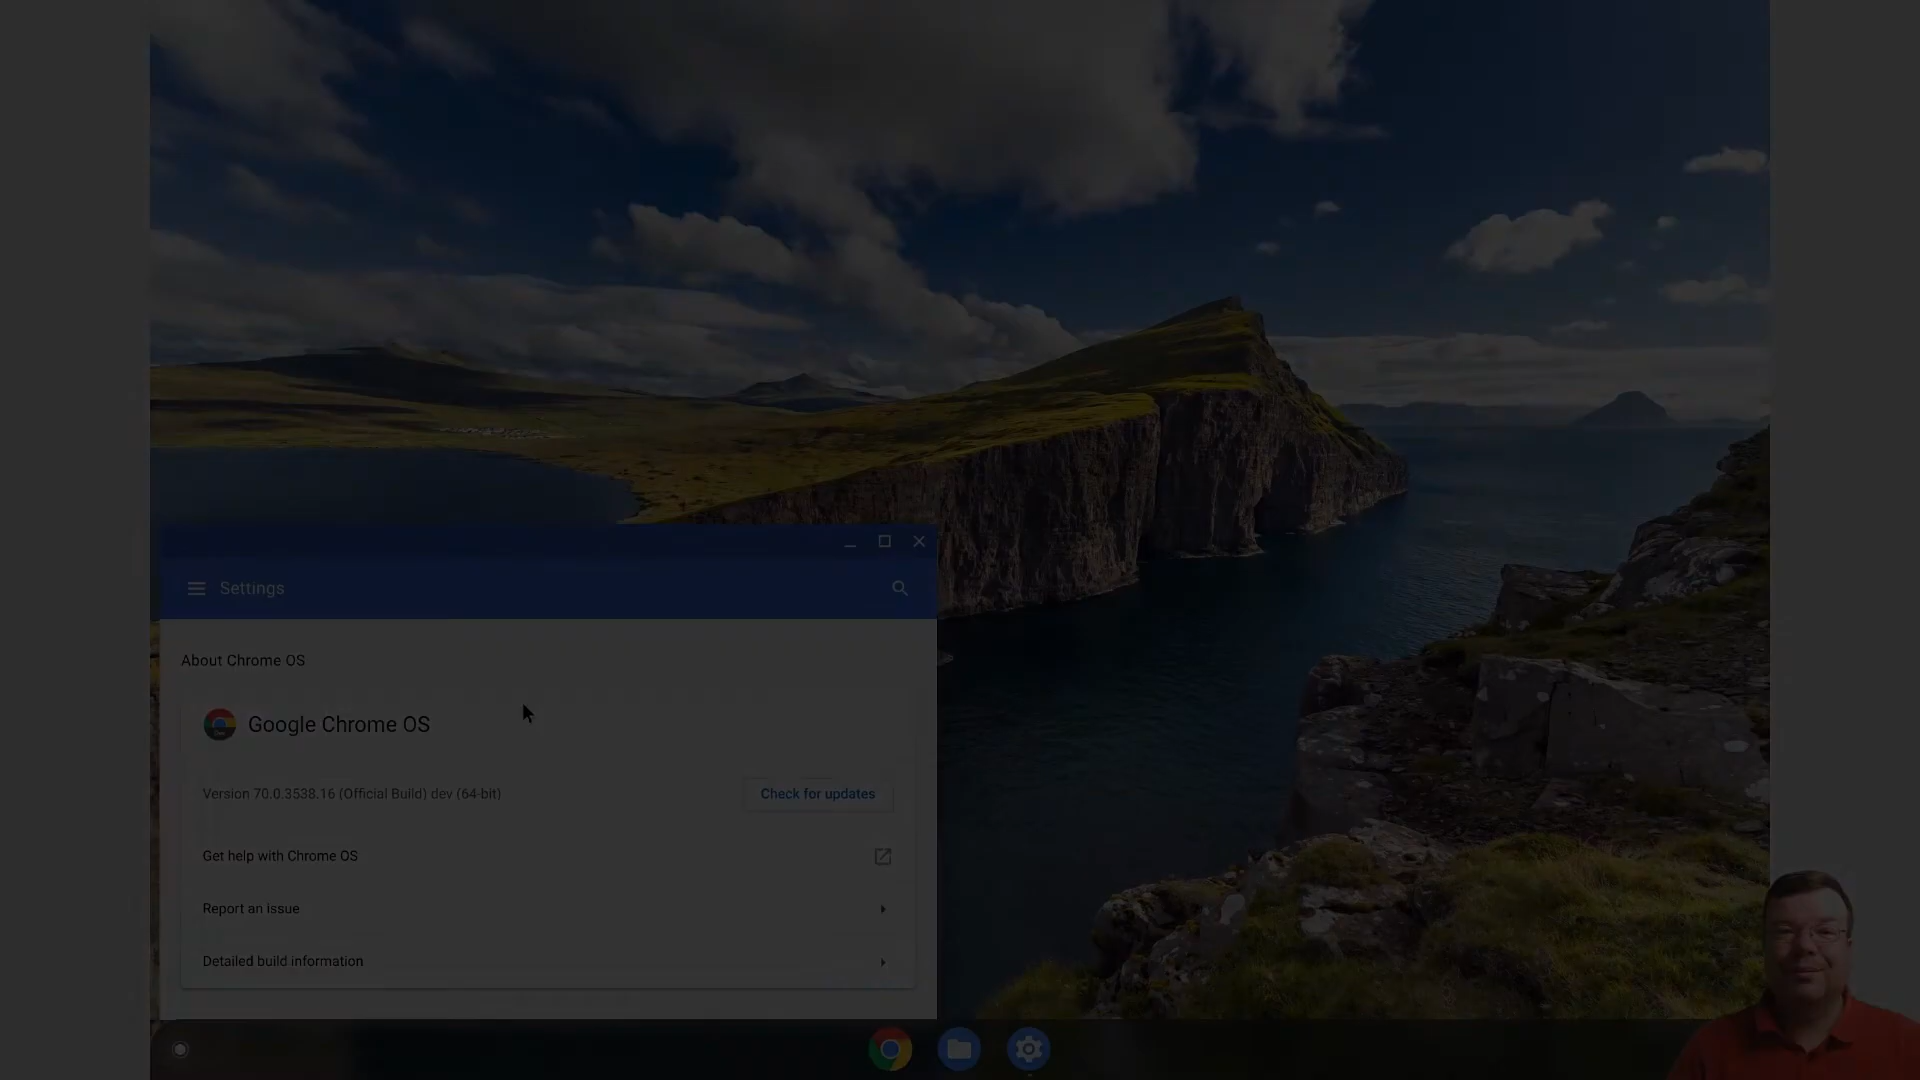 Settings
About Chrome OS
Google Chrome OS
Version 70.0.3538.16 (Official Build) dev (64-bit)
Check for updates
Get help with Chrome OS
Report an issue
Detailed build information